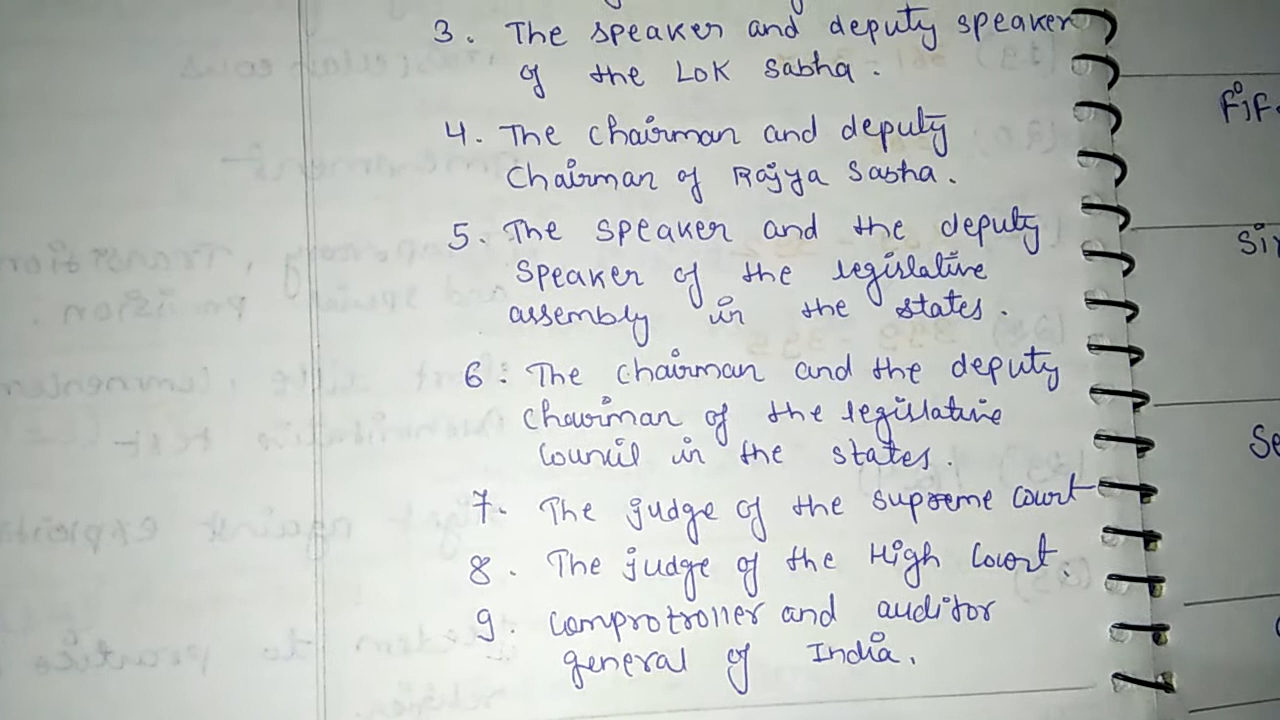 3. The speaker and deputy speaker
of the Lok Sabha.
4. The chairman and deputy
Chairman of Rajya Sabha.
5. The speaker and the deputy
speaker of the legislative
assembly in the states.
6. The chairman and the deputy
chairman of the legislative
council in the states.
7. The judge of the supreme court
8. The judge of the High Court.
9. comprotroller and auditor
general of India.